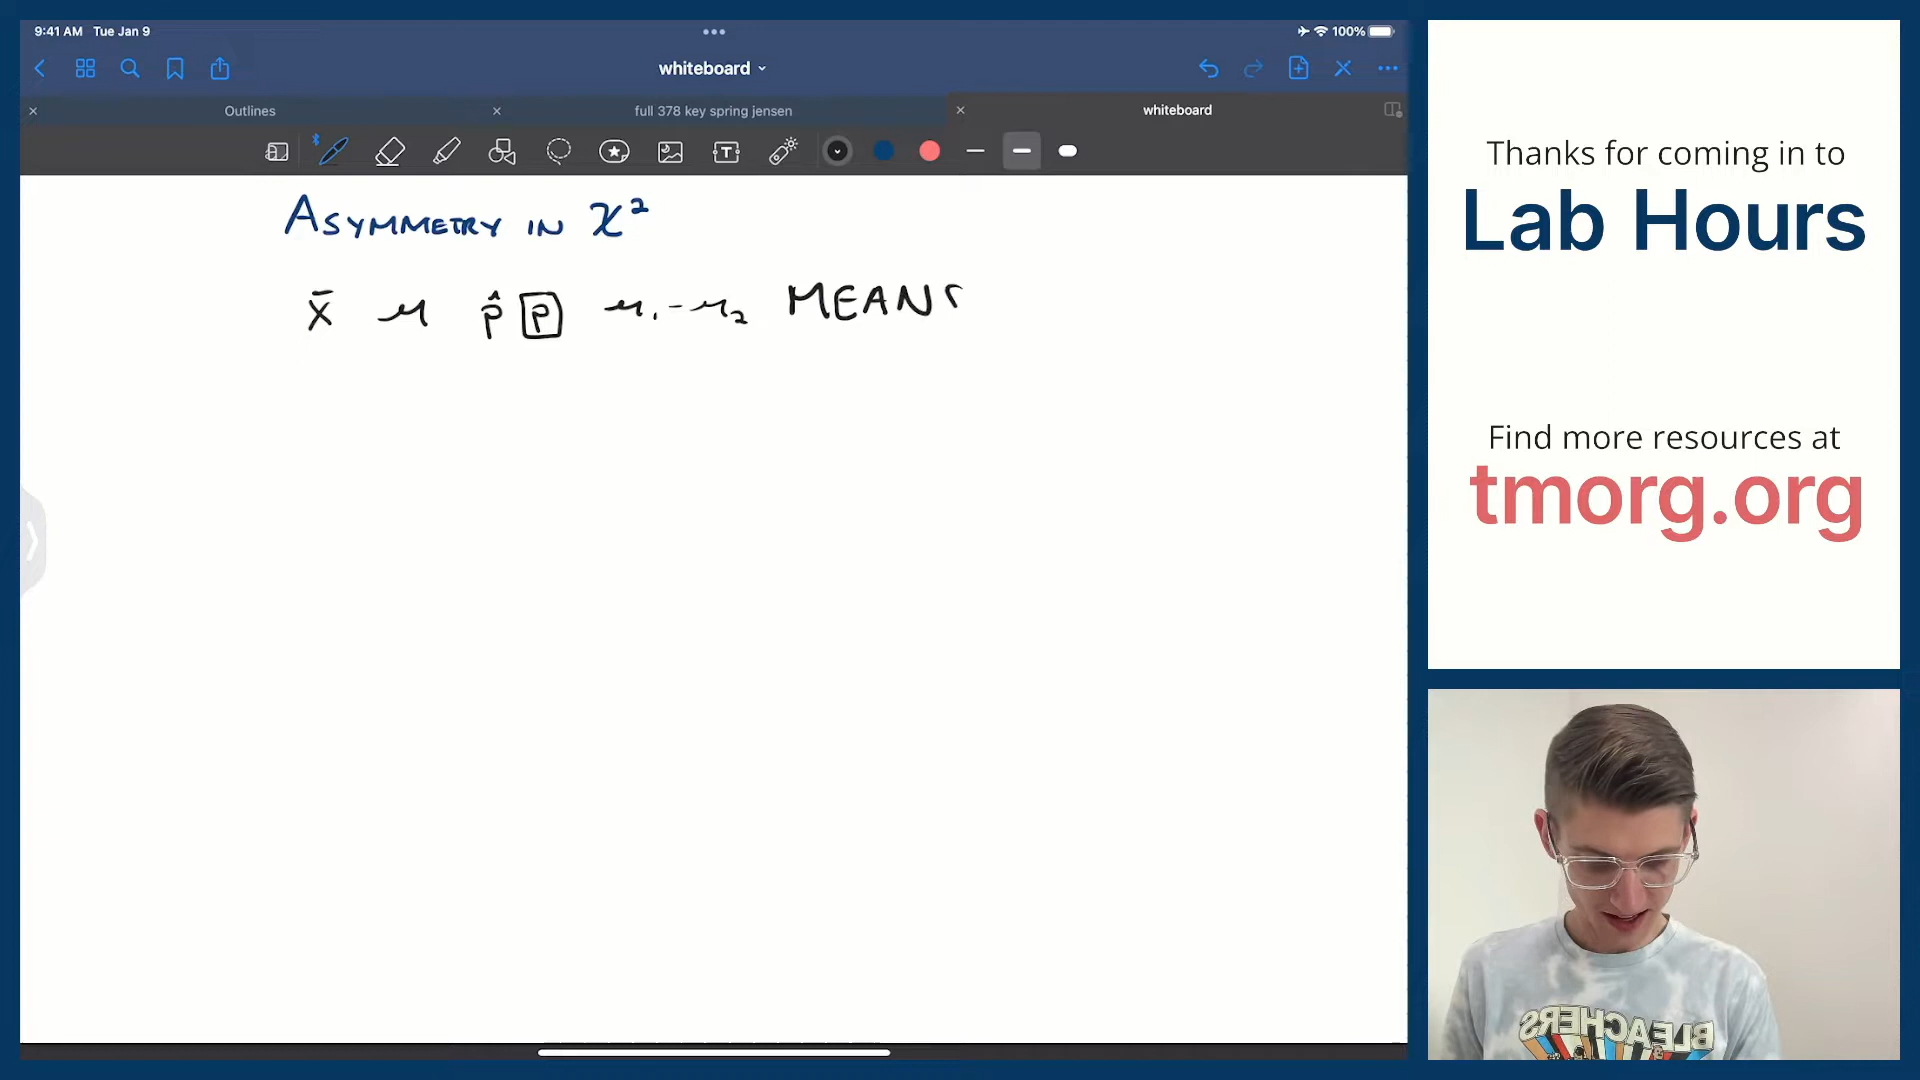 9:41 AM Tue Jan 9
100%
whiteboard
Outlines
full 378 key spring jensen
whiteboard
ASYMMETRY IN χ²
x̄ μ p̂ p μ₁-μ₂ MEANS
Thanks for coming in to
Lab Hours
Find more resources at
tmorg.org
BLEACHERS